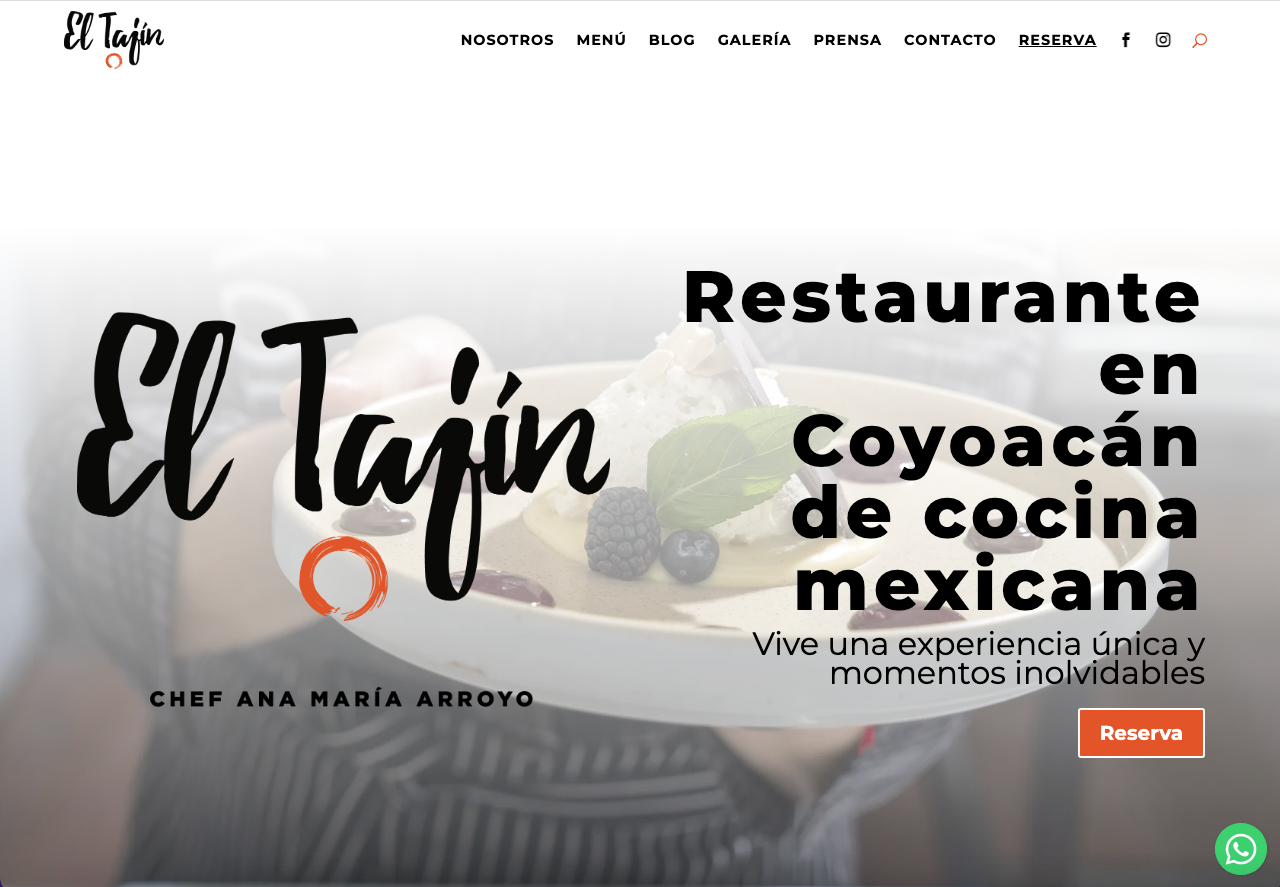 El Tajín
NOSOTROS MENÚ BLOG GALERÍA PRENSA CONTACTO RESERVA
El Tajín
CHEF ANA MARÍA ARROYO
Restaurante
en
Coyoacán
de cocina
mexicana
Vive una experiencia única y
momentos inolvidables
Reserva